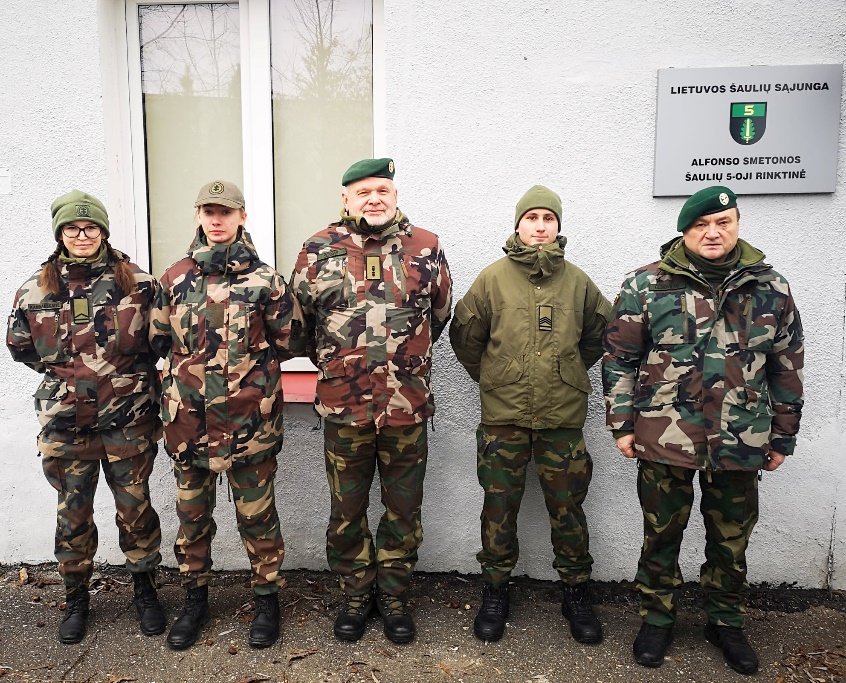 LIETUVOS ŠAULIŲ SĄJUNGA
5
ALFONSO SMETONOS
ŠAULIŲ 5-OJI RINKTINĖ